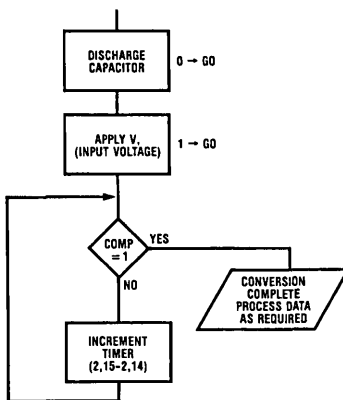 DISCHARGE
CAPACITOR
0 → GO
APPLY V,
(INPUT VOLTAGE)
1 → GO
COMP
= 1
YES
NO
CONVERSION
COMPLETE
PROCESS DATA
AS REQUIRED
INCREMENT
TIMER
(2,15-2,14)